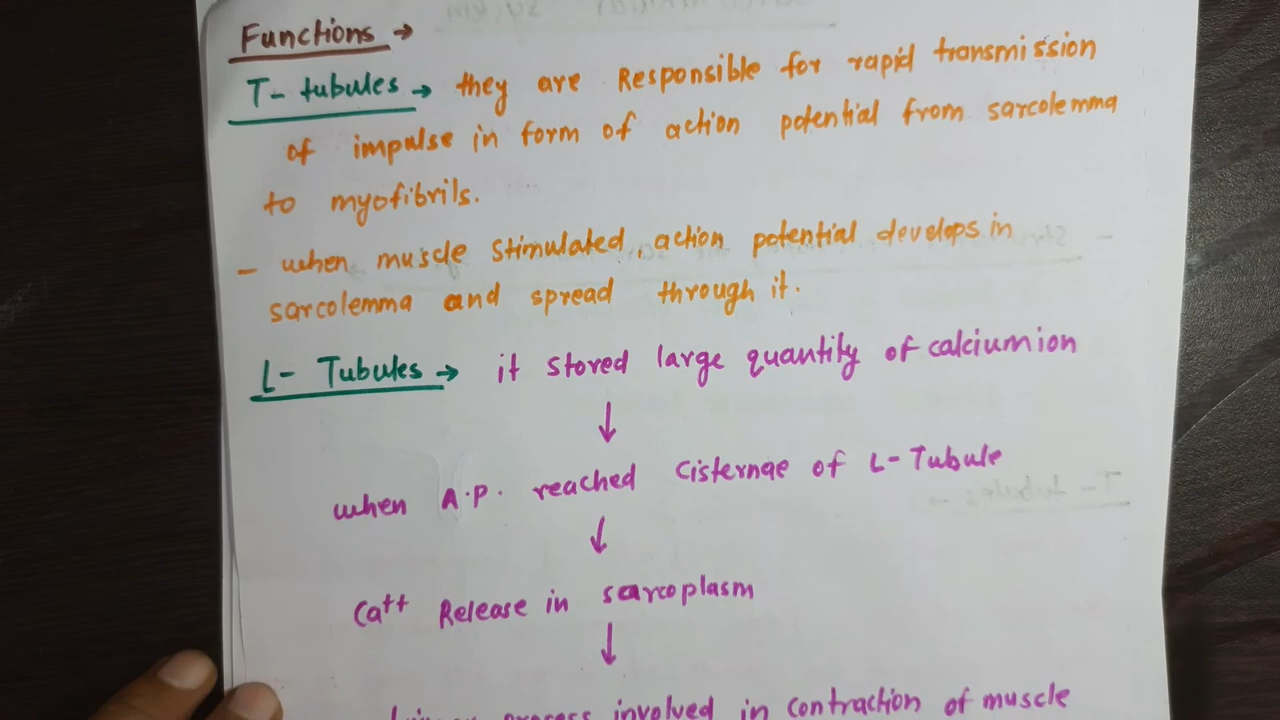 Functions →
T- tubules → they are Responsible for rapid transmission
of impulse in form of action potential from sarcolemma
to myofibrils.
- when muscle stimulated, action potential develops in
sarcolemma and spread through it.
L- Tubules → it stored large quantity of calcium ion
↓
when A.P. reached Cisternae of L-Tubule
↓
Ca++ Release in sarcoplasm
↓
process involved in contraction of muscle